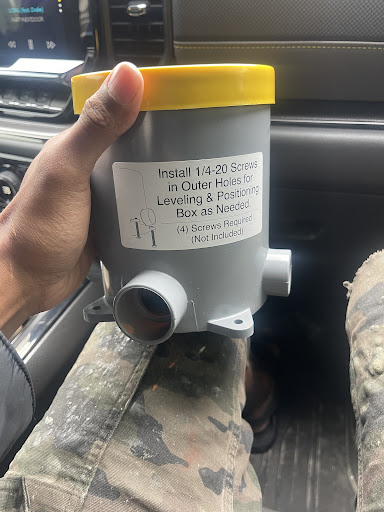 Install 1/4-20 Screws
in Outer Holes for
Leveling & Positioning
Box as Needed.
(4) Screws Required
(Not Included)